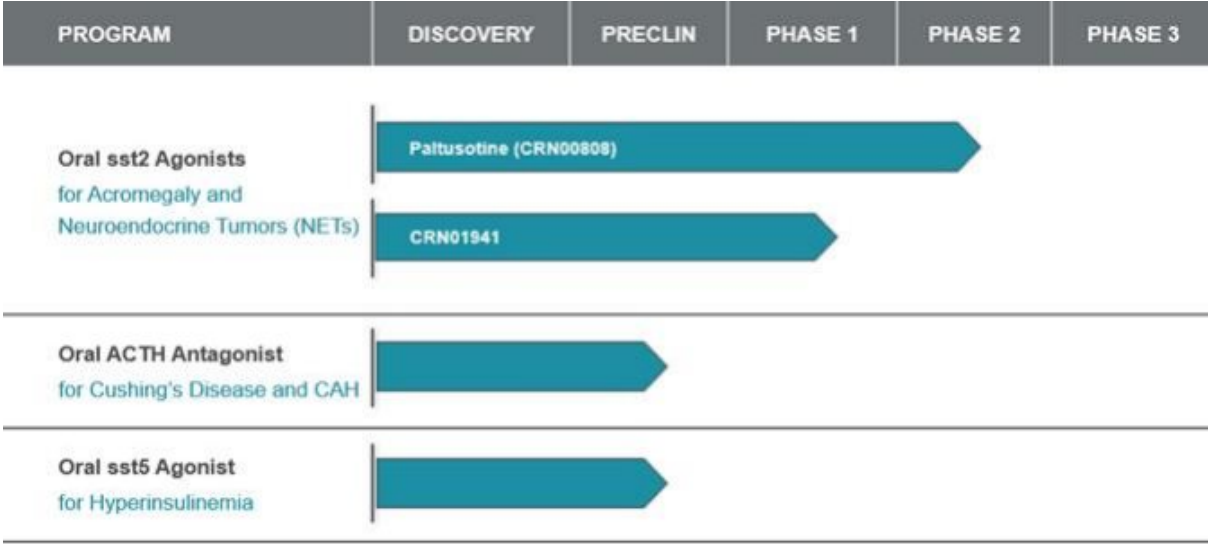 PROGRAM DISCOVERY PRECLIN PHASE 1 PHASE 2 PHASE 3
Oral sst2 Agonists
for Acromegaly and
Neuroendocrine Tumors (NETs)
Paltusotine (CRN00808)
CRN01941
Oral ACTH Antagonist
for Cushing's Disease and CAH
Oral sst5 Agonist
for Hyperinsulinemia